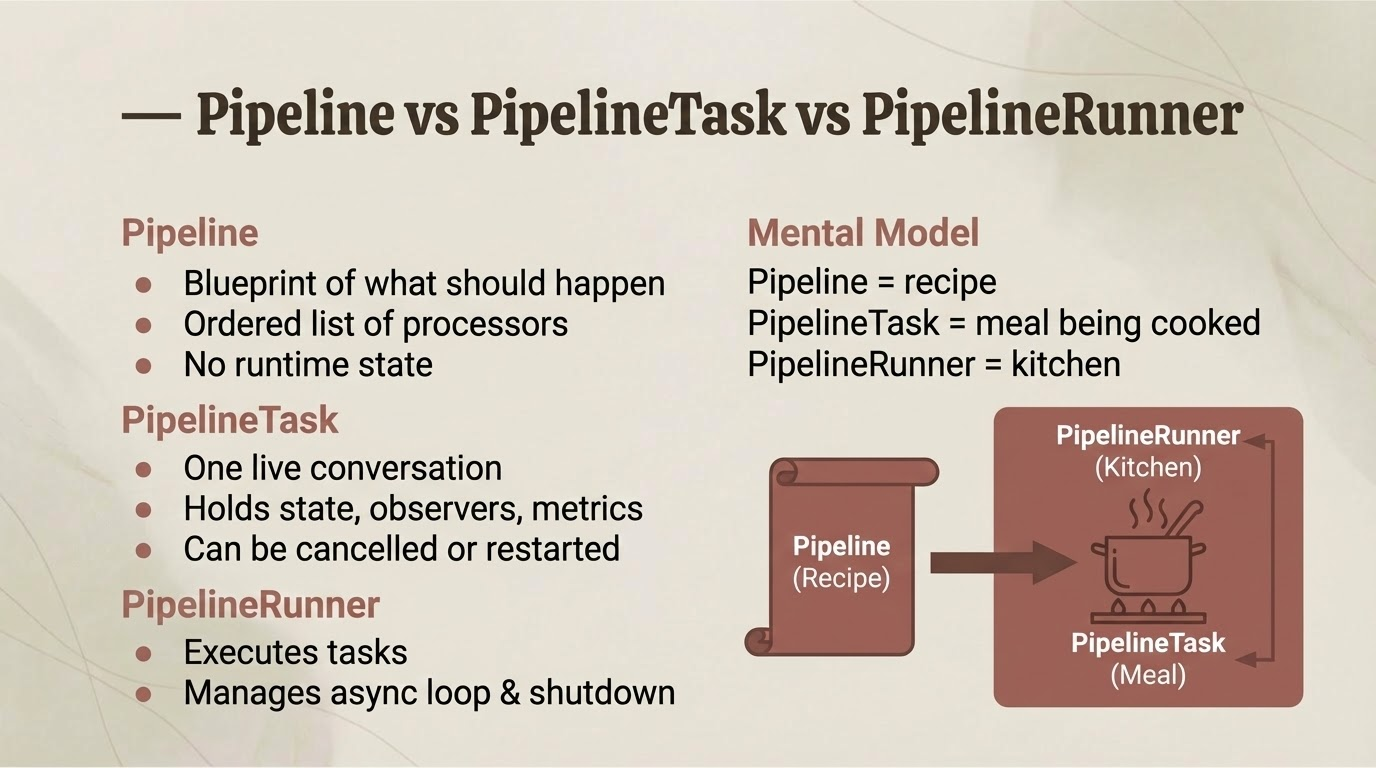 — Pipeline vs PipelineTask vs PipelineRunner
Pipeline
● Blueprint of what should happen
● Ordered list of processors
● No runtime state
PipelineTask
● One live conversation
● Holds state, observers, metrics
● Can be cancelled or restarted
PipelineRunner
● Executes tasks
● Manages async loop & shutdown
Mental Model
Pipeline = recipe
PipelineTask = meal being cooked
PipelineRunner = kitchen
Pipeline
(Recipe)
PipelineRunner
(Kitchen)
PipelineTask
(Meal)